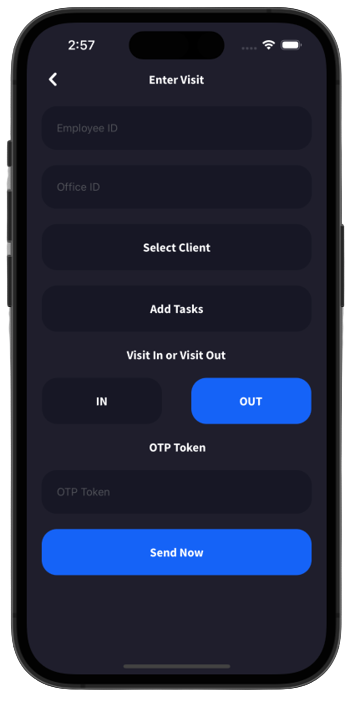 2:57
Enter Visit
Employee ID
Office ID
Select Client
Add Tasks
Visit In or Visit Out
IN OUT
OTP Token
OTP Token
Send Now